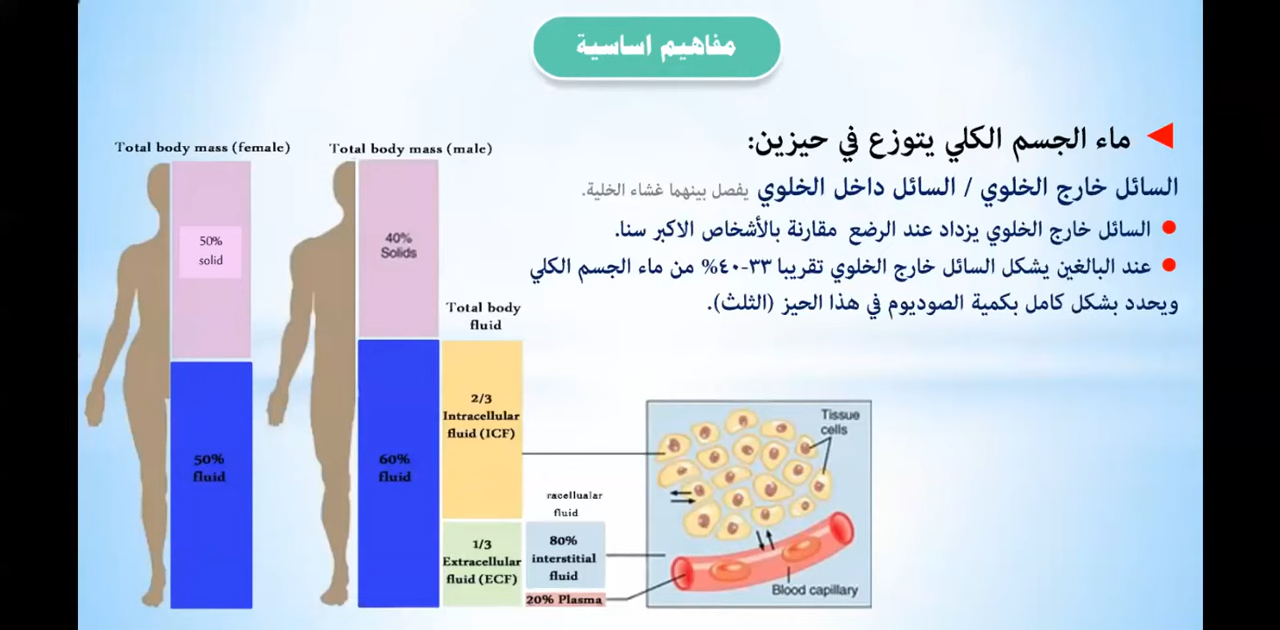 مفاهيم اساسية
ماء الجسم الكلي يتوزع في حيزين:
السائل خارج الخلوي / السائل داخل الخلوي يفصل بينهما غشاء الخلية.
السائل خارج الخلوي يزداد عند الرضع مقارنة بالأشخاص الاكبر سنا.
عند البالغين يشكل السائل خارج الخلوي تقريبا ٣٣-٤٠% من ماء الجسم الكلي
ويحدد بشكل كامل بكمية الصوديوم في هذا الحيز (الثلث).
Total body mass (female)
50%
solid
50%
fluid
Total body mass (male)
40%
Solids
60%
fluid
Total body
fluid
2/3
Intracellular
fluid (ICF)
1/3
Extracellular
fluid (ECF)
racellualar
fluid
80%
interstitial
fluid
20% Plasma
Tissue
cells
Blood capillary